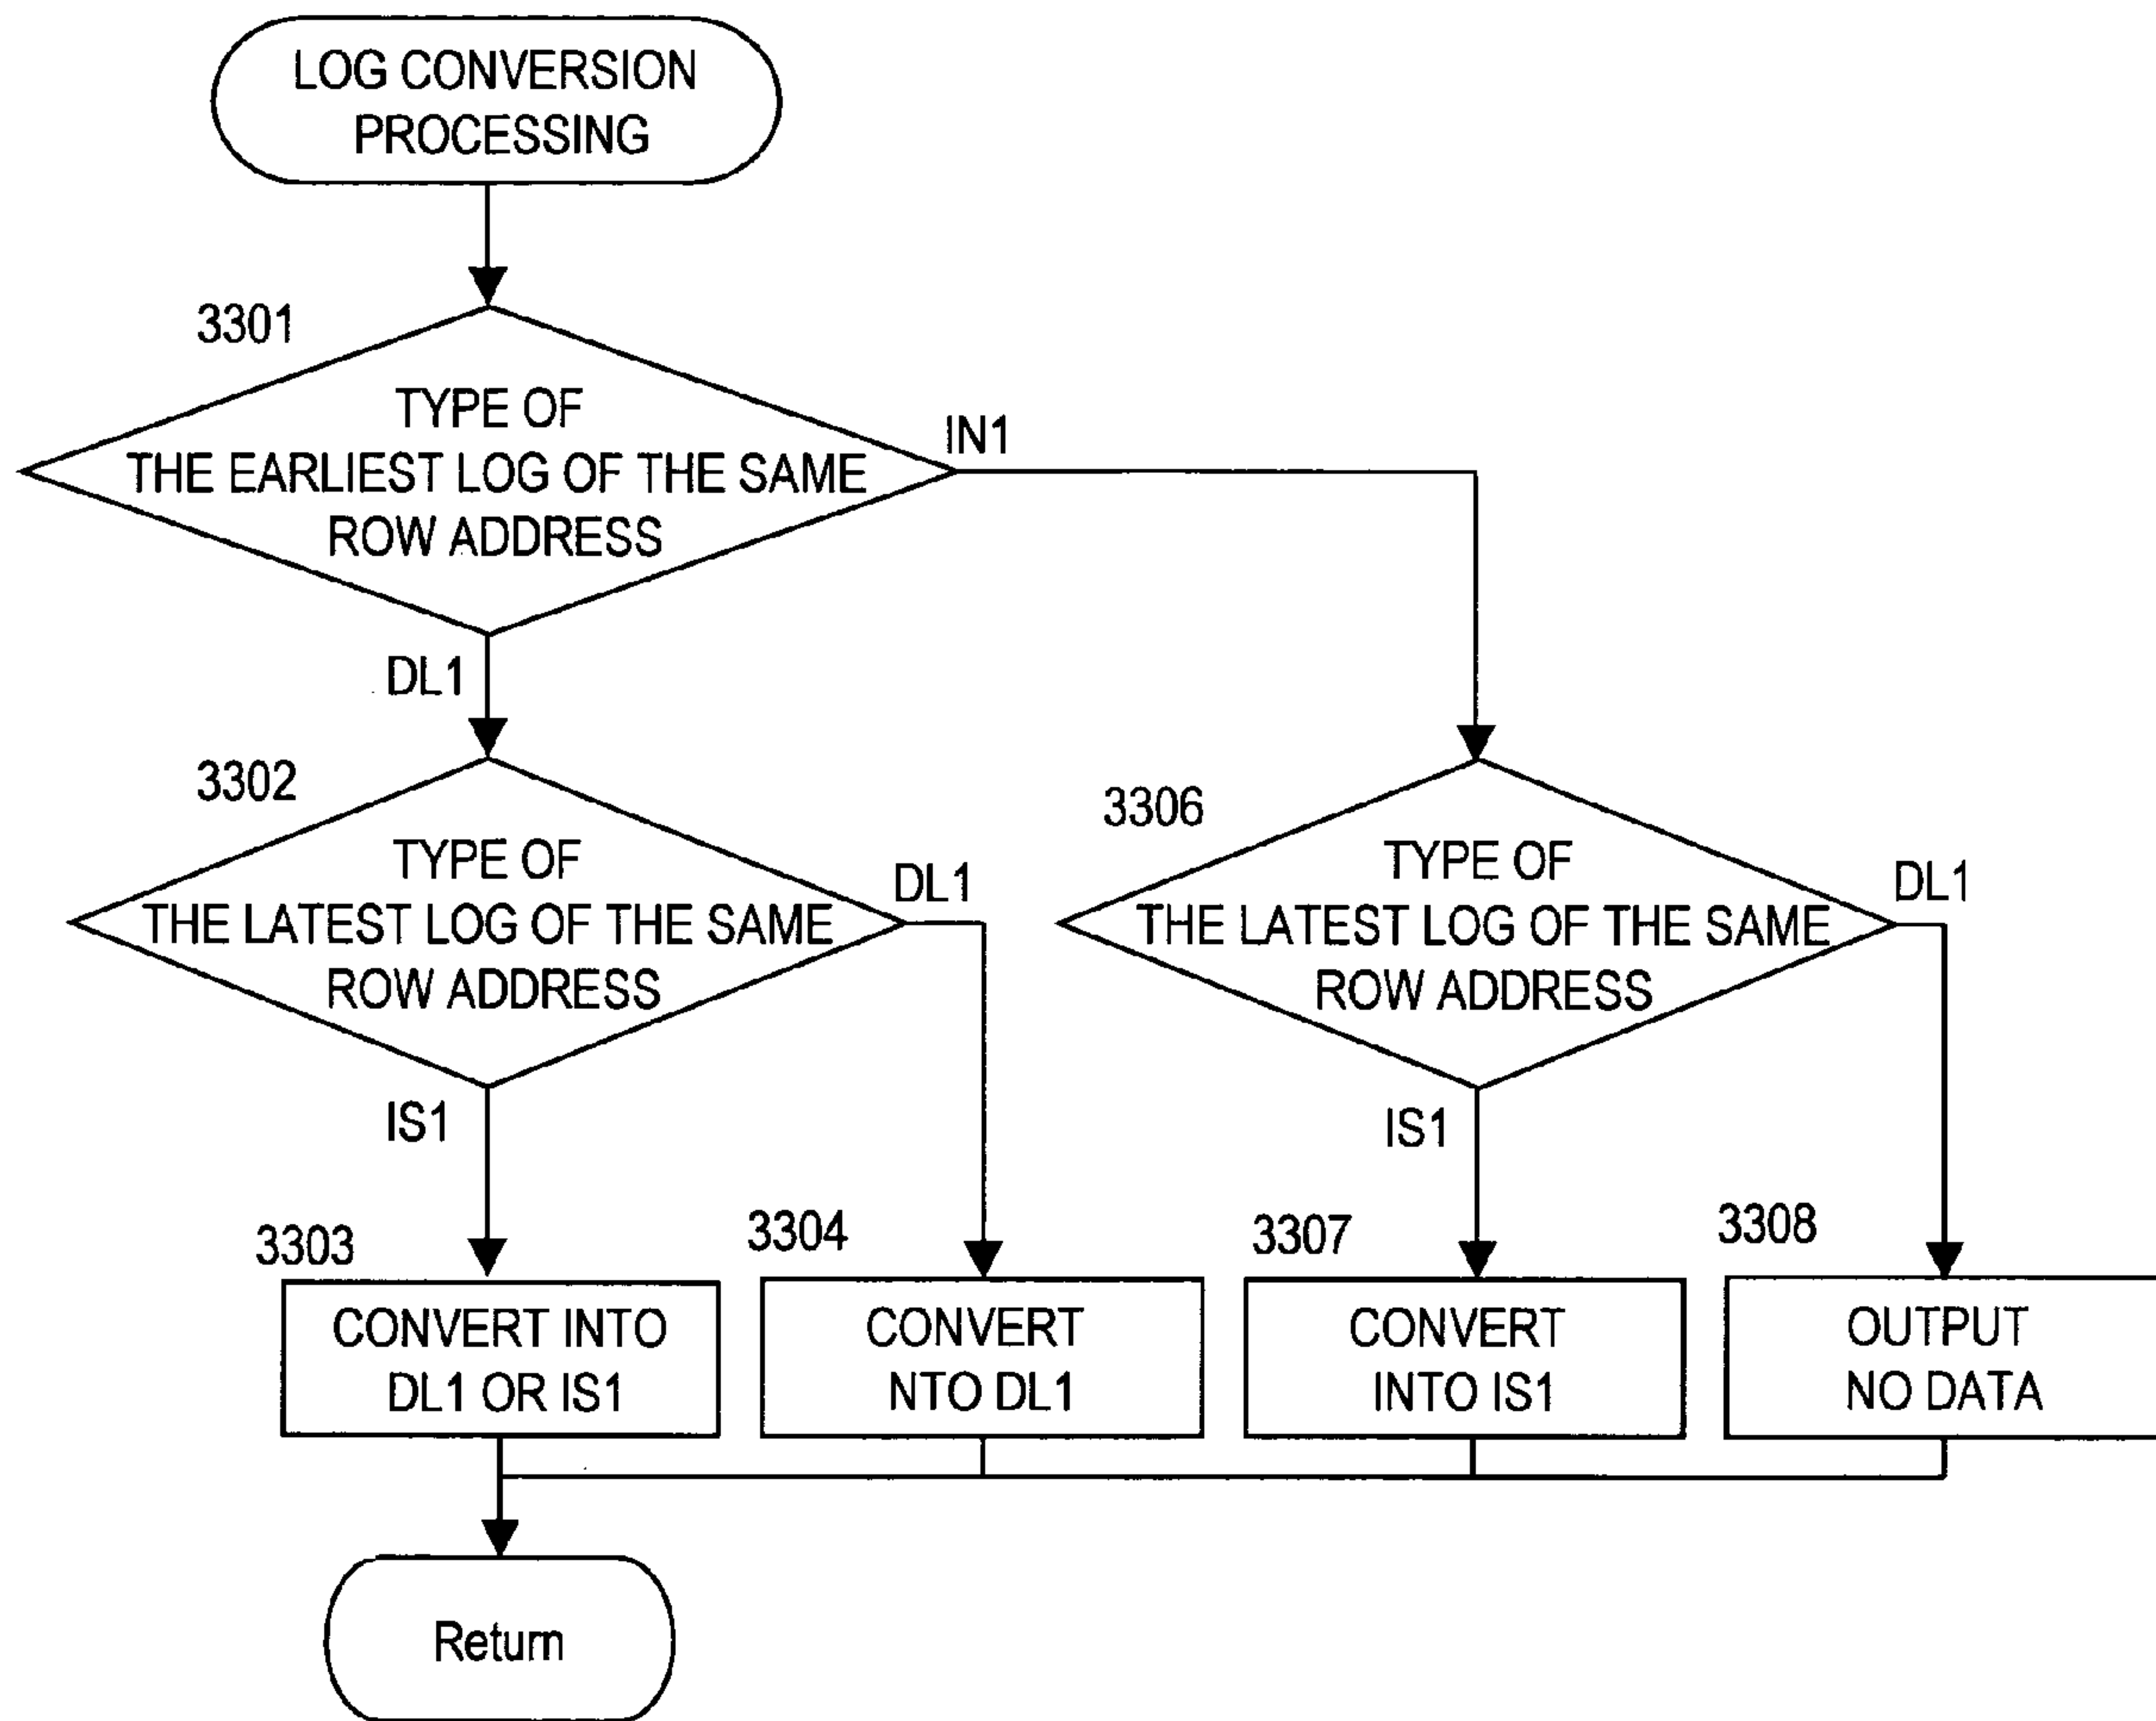 LOG CONVERSION
PROCESSING
3301
TYPE OF
THE EARLIEST LOG OF THE SAME
ROW ADDRESS
IN1
DL1
3302
TYPE OF
THE LATEST LOG OF THE SAME
ROW ADDRESS
DL1
IS1
3306
TYPE OF
THE LATEST LOG OF THE SAME
ROW ADDRESS
DL1
IS1
3303
CONVERT INTO
DL1 OR IS1
3304
CONVERT
NTO DL1
3307
CONVERT
INTO IS1
3308
OUTPUT
NO DATA
Return